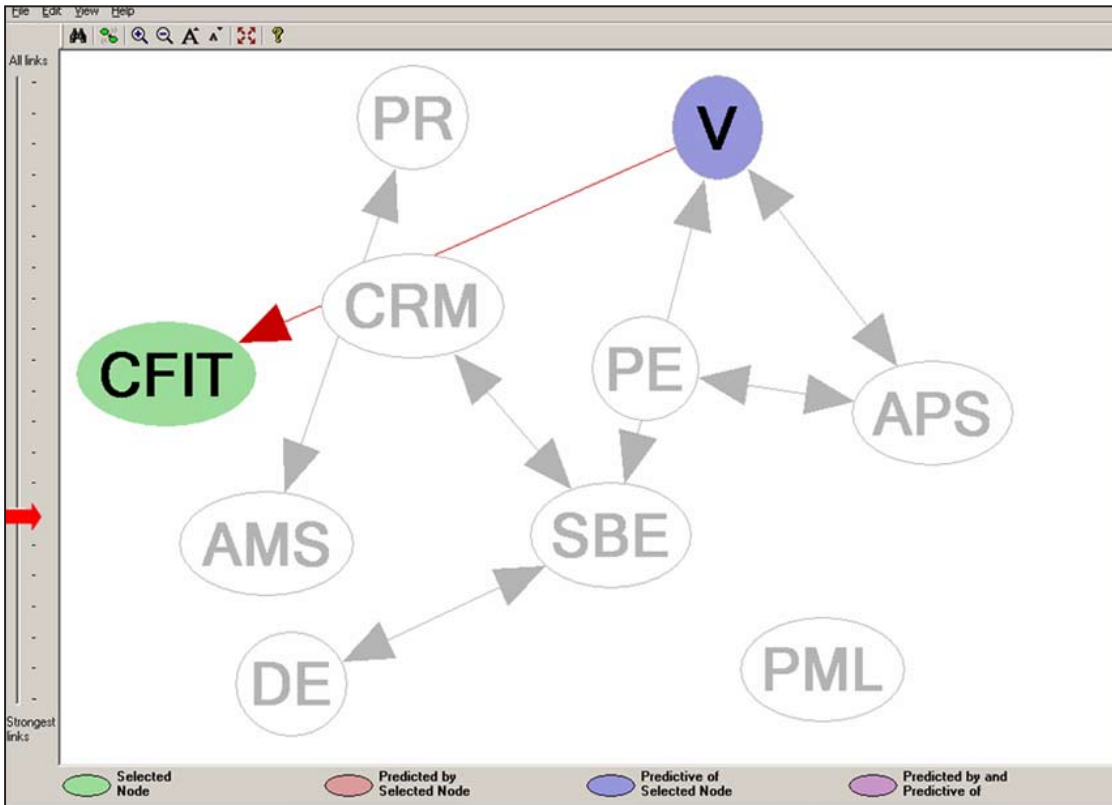 File Edit View Help
All links
PR
V
CRM
CFIT
PE
APS
AMS
SBE
DE
PML
Strongest
links
Selected
Node
Predicted by
Selected Node
Predictive of
Selected Node
Predicted by and
Predictive of